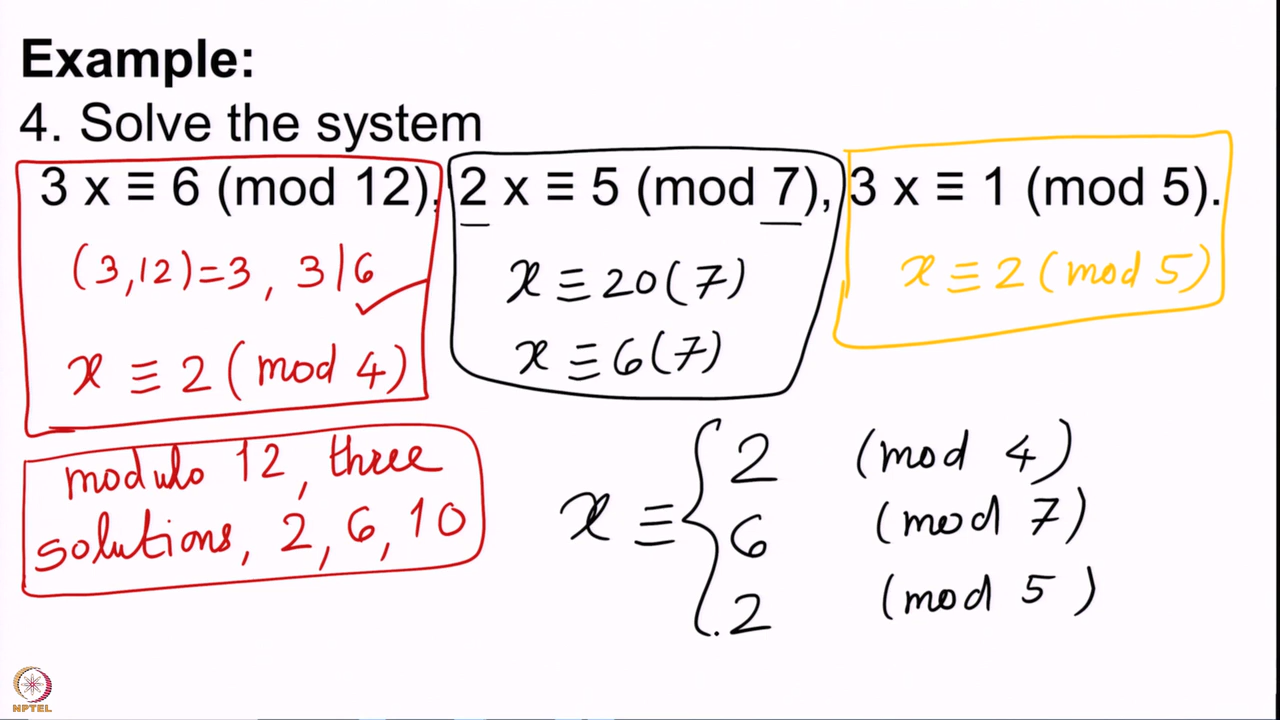 Example:
4. Solve the system
3 x ≡ 6 (mod 12), 2 x ≡ 5 (mod 7), 3 x ≡ 1 (mod 5).
(3,12)=3, 3|6
x ≡ 2 (mod 4)
x ≡ 20(7)
x ≡ 6(7)
x ≡ 2 (mod 5)
modulo 12, three
solutions, 2, 6, 10
x ≡ { 2 (mod 4)
6 (mod 7)
2 (mod 5)
NPTEL